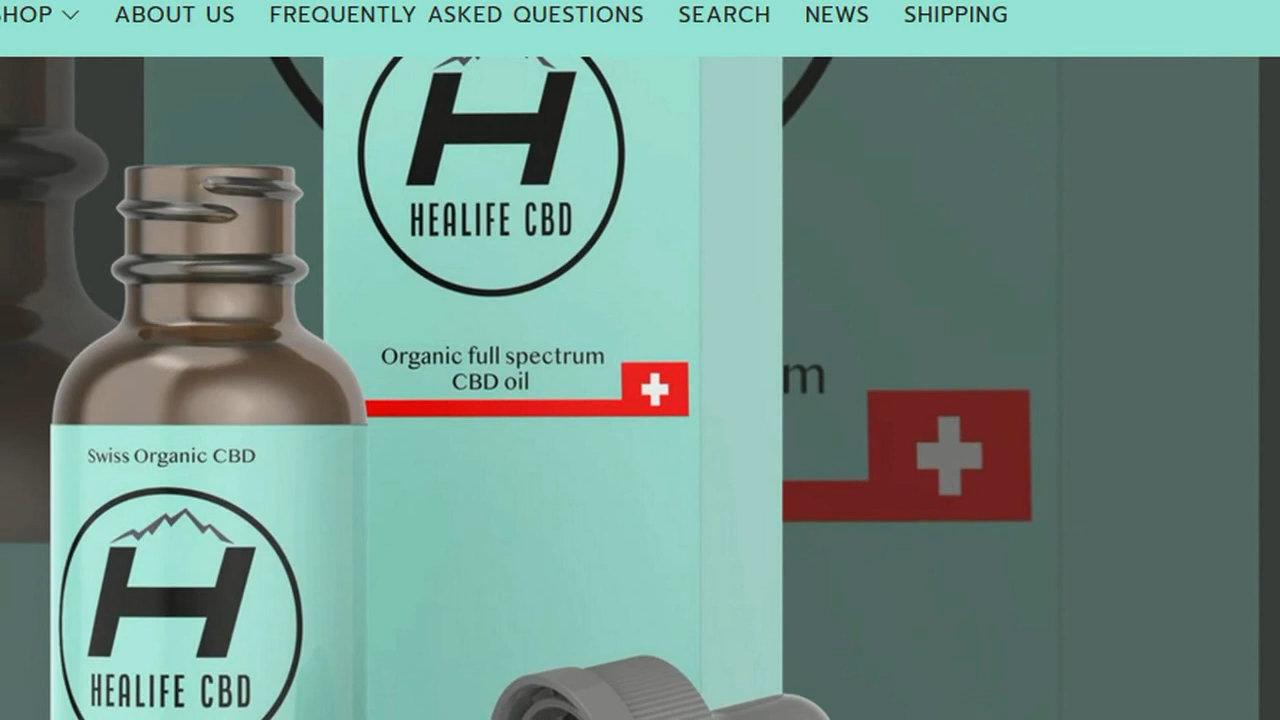 SHOP
ABOUT US
FREQUENTLY ASKED QUESTIONS
SEARCH
NEWS
SHIPPING
H
HEALIFE CBD
Organic full spectrum
CBD oil
m
Swiss Organic CBD
H
HEALIFE CBD